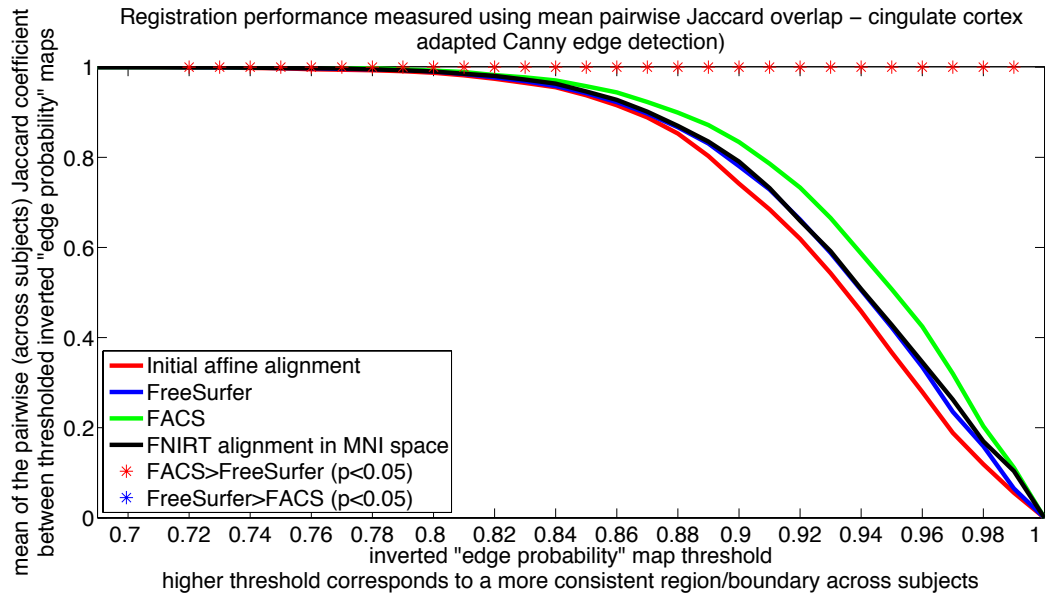 Registration performance measured using mean pairwise Jaccard overlap – cingulate cortex
adapted Canny edge detection)
mean of the pairwise (across subjects) Jaccard coefficient
between thresholded inverted "edge probability" maps
1
0.8
0.6
0.4
0.2
0
Initial affine alignment
FreeSurfer
FACS
FNIRT alignment in MNI space
FACS>FreeSurfer (p<0.05)
FreeSurfer>FACS (p<0.05)
0.7 0.72 0.74 0.76 0.78 0.8 0.82 0.84 0.86 0.88 0.9 0.92 0.94 0.96 0.98 1
inverted "edge probability" map threshold
higher threshold corresponds to a more consistent region/boundary across subjects